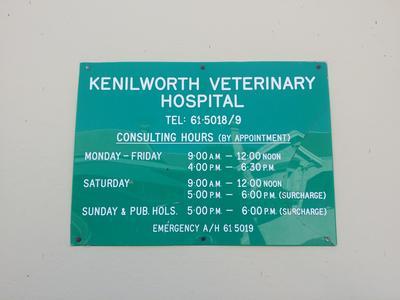 KENILWORTH VETERINARY
HOSPITAL
TEL: 61·5018/9
CONSULTING HOURS (BY APPOINTMENT)
MONDAY – FRIDAY 9:00 A.M. – 12:00 NOON
4:00 P.M. – 6:30 P.M.
SATURDAY 9:00 A.M. – 12:00 NOON
5:00 P.M. – 6:00 P.M. (SURCHARGE)
SUNDAY & PUB. HOLS. 5:00 P.M. – 6:00 P.M. (SURCHARGE)
EMERGENCY A/H 61 5019